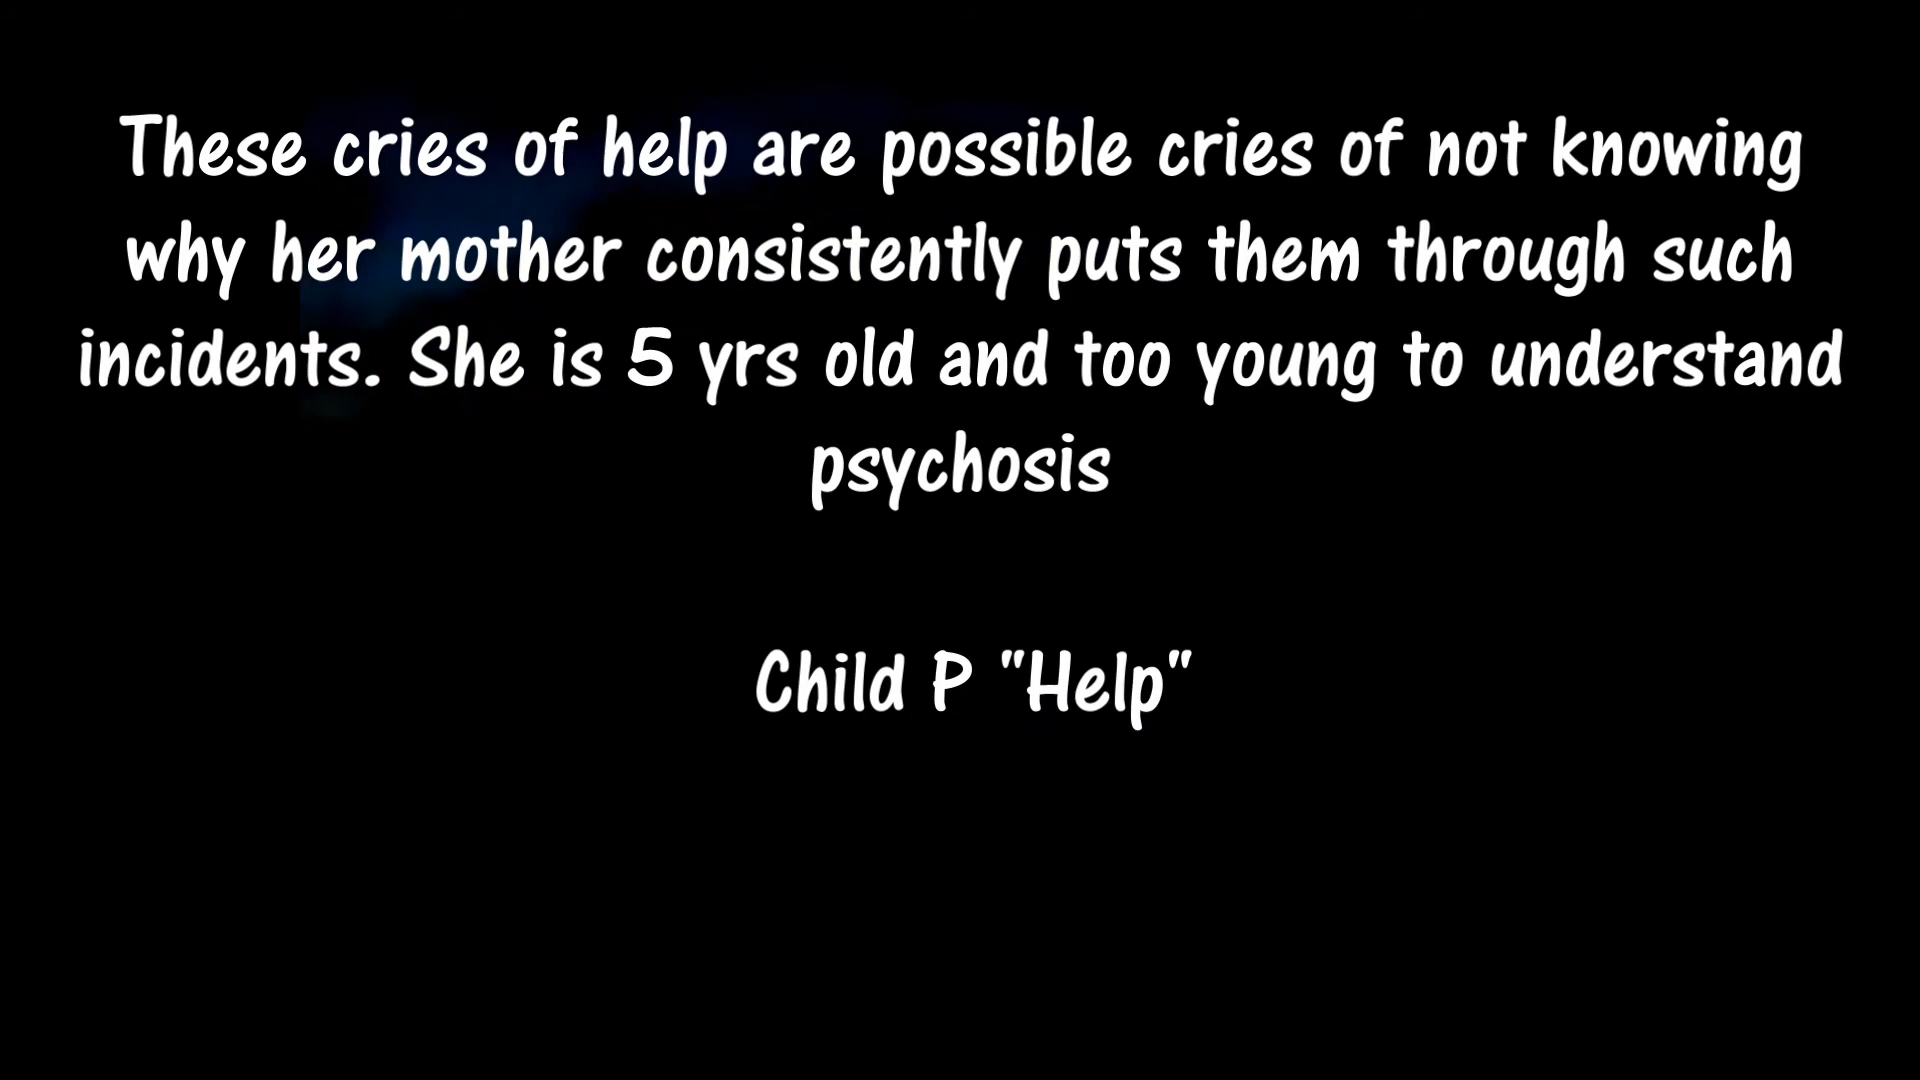 These cries of help are possible cries of not knowing
why her mother consistently puts them through such
incidents. She is 5 yrs old and too young to understand
psychosis
Child P "Help"